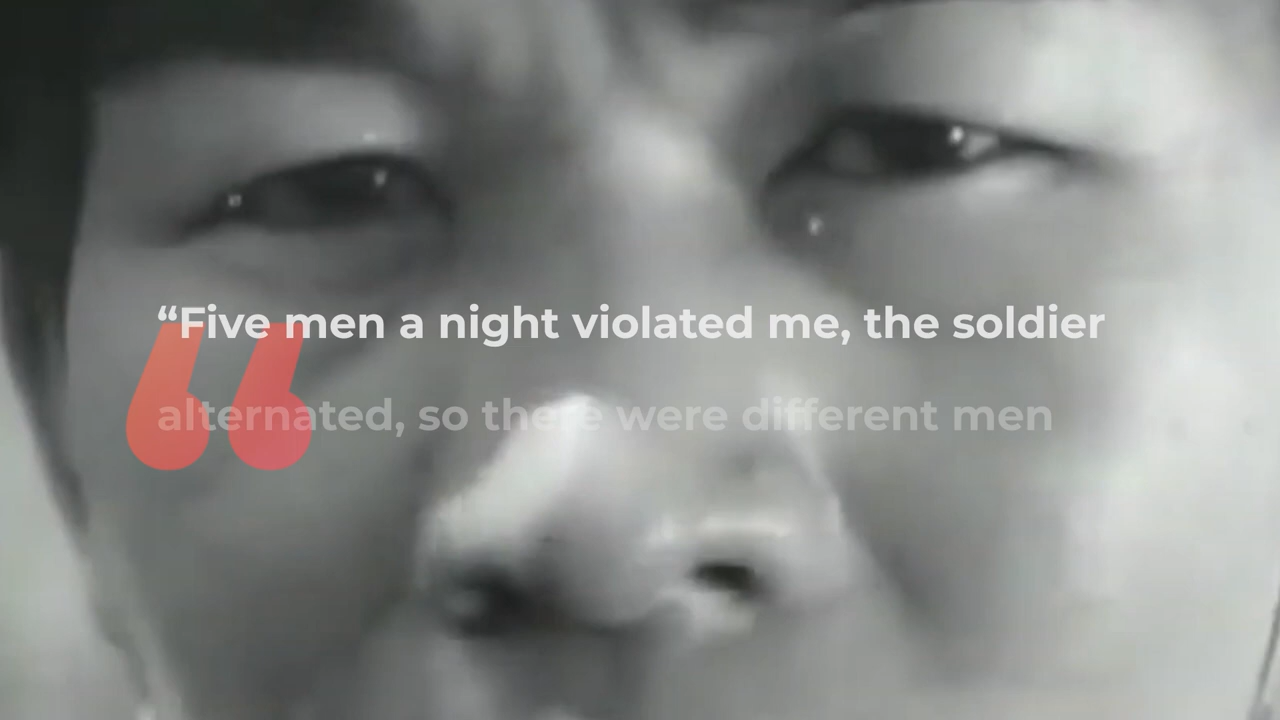 “Five men a night violated me, the soldier
alternated, so there were different men